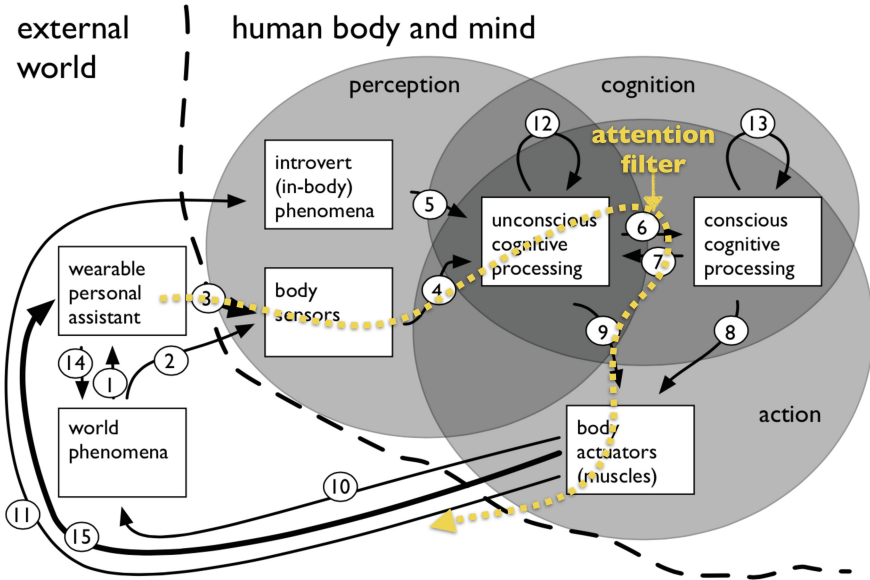 external
world
human body and mind
perception
cognition
12
13
attention
filter
introvert
(in-body)
phenomena
5
unconscious
cognitive
processing
6
7
conscious
cognitive
processing
wearable
personal
assistant
3
body
sensors
4
14
1
2
9
8
world
phenomena
body
actuators
(muscles)
action
10
11
15